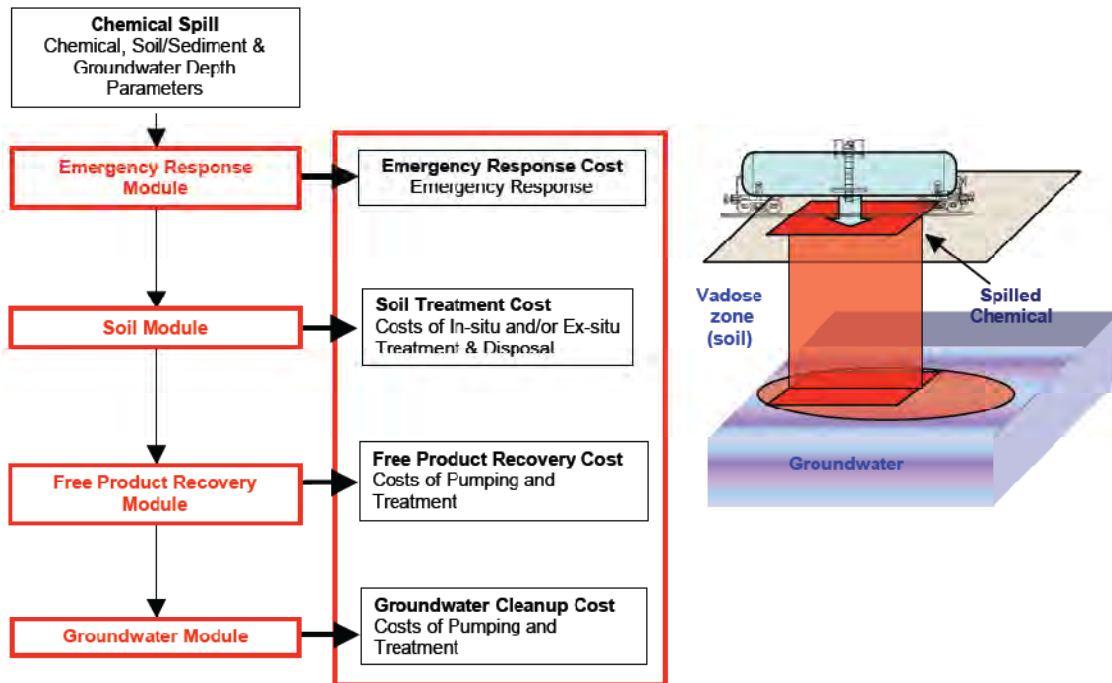 Chemical Spill
Chemical, Soil/Sediment &
Groundwater Depth
Parameters
Emergency Response
Module
Emergency Response Cost
Emergency Response
Soil Module
Soil Treatment Cost
Costs of In-situ and/or Ex-situ
Treatment & Disposal
Free Product Recovery
Module
Free Product Recovery Cost
Costs of Pumping and
Treatment
Groundwater Module
Groundwater Cleanup Cost
Costs of Pumping and
Treatment
Vadose
zone
(soil)
Spilled
Chemical
Groundwater